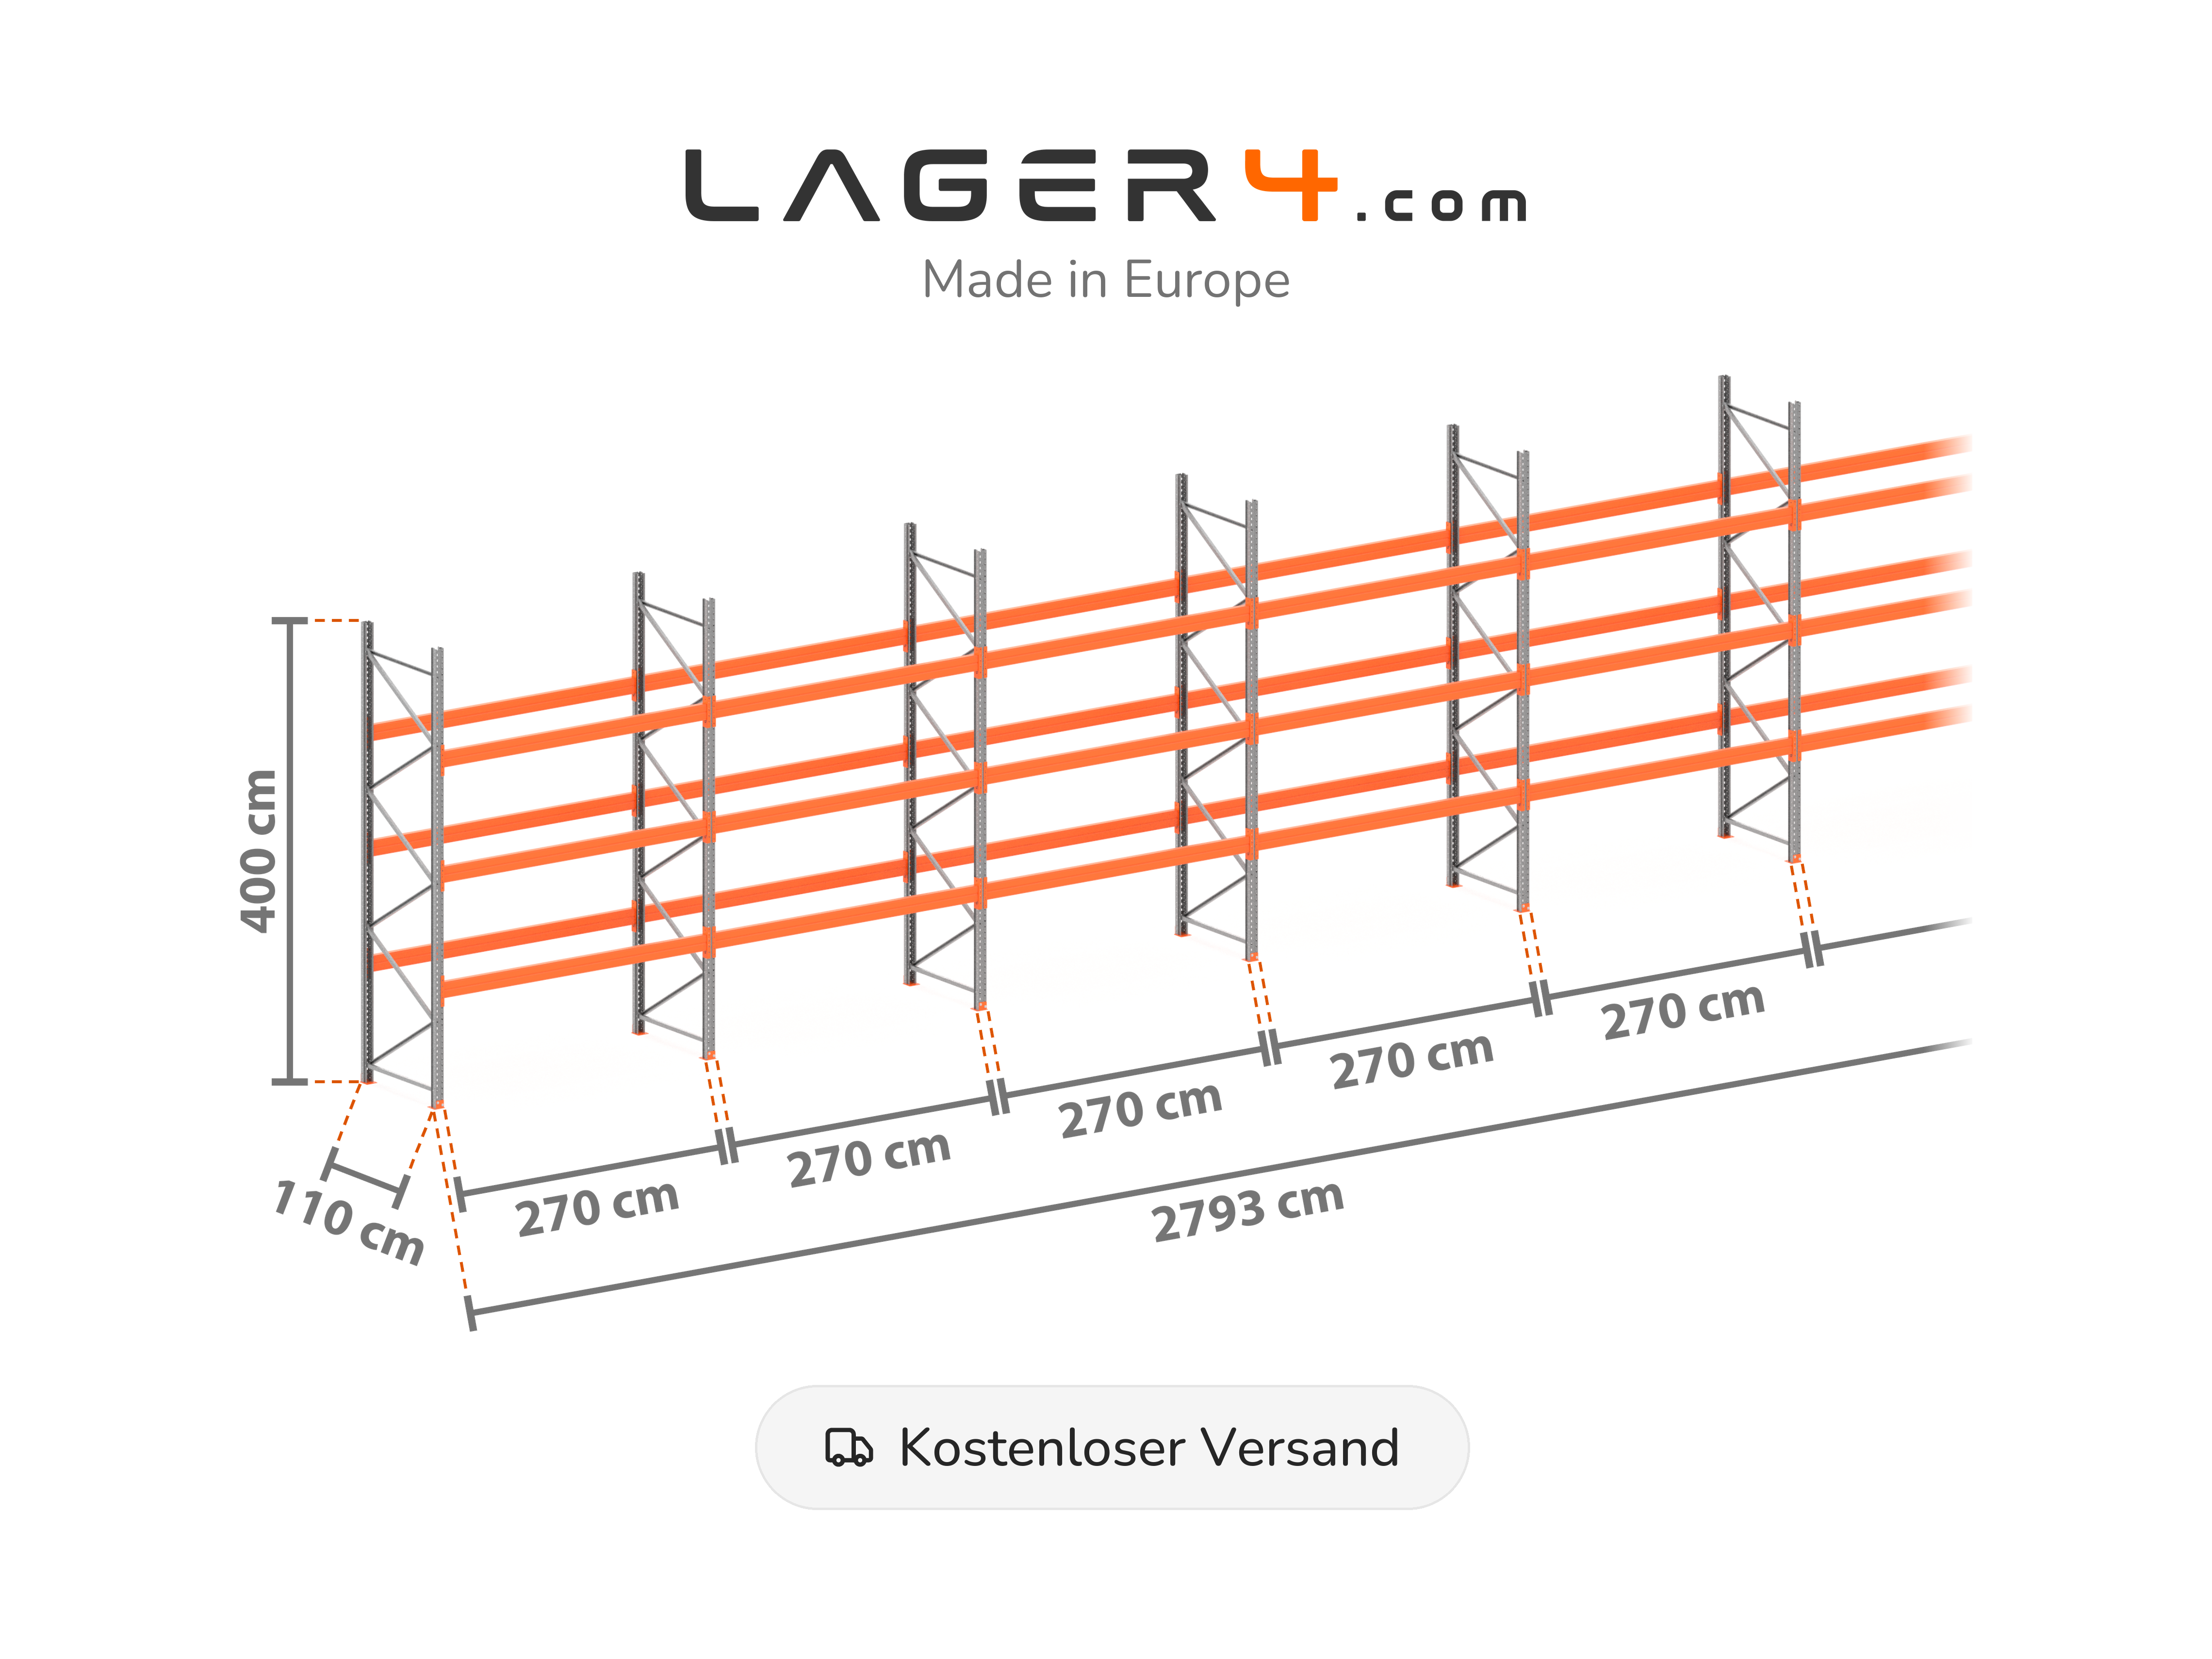 LAGER4.com
Made in Europe
400 cm
110 cm
270 cm
270 cm
270 cm
270 cm
270 cm
2793 cm
Kostenloser Versand